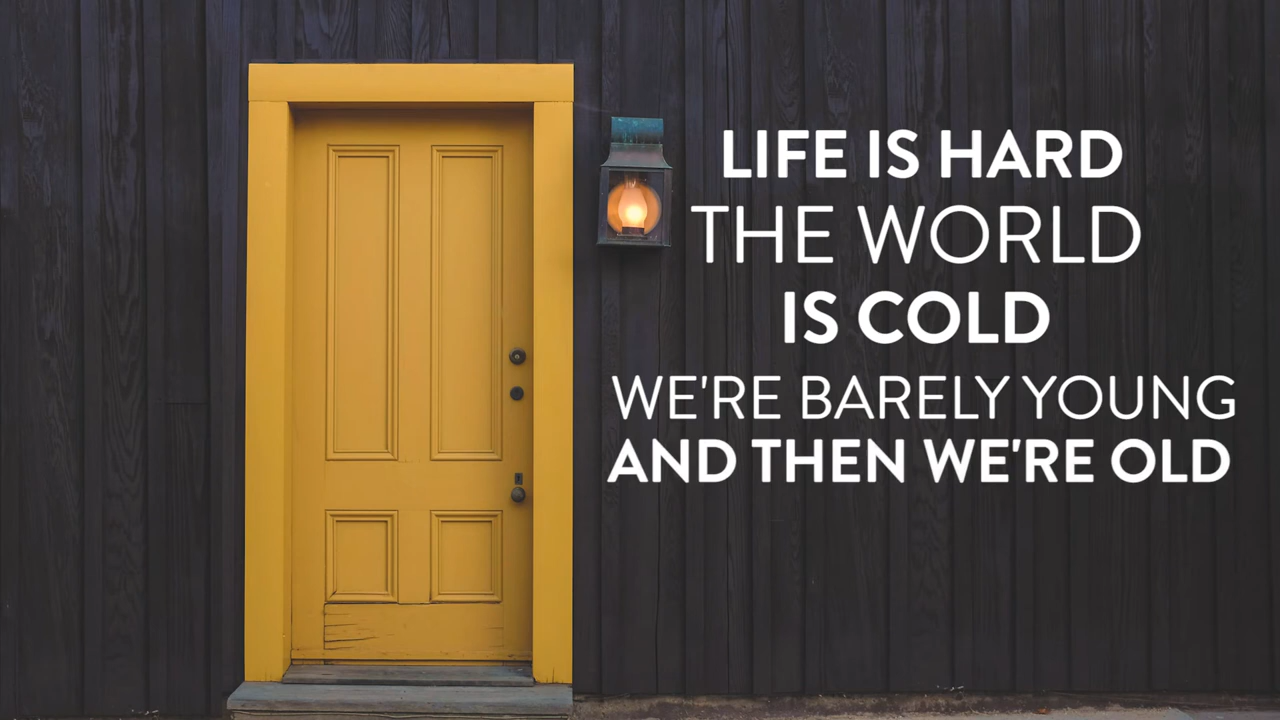 LIFE IS HARD
THE WORLD
IS COLD
WE'RE BARELY YOUNG
AND THEN WE'RE OLD